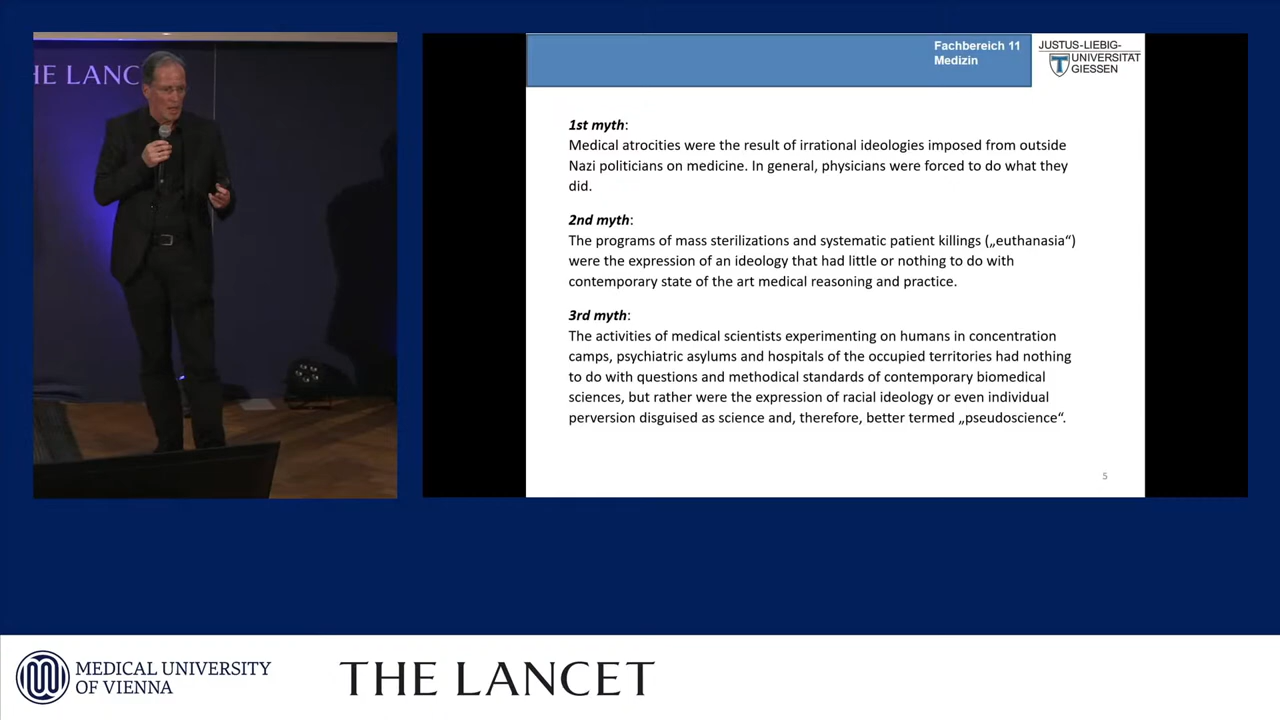 THE LANC
Fachbereich 11
Medizin
JUSTUS-LIEBIG-
UNIVERSITAT
GIESSEN
1st myth:
Medical atrocities were the result of irrational ideologies imposed from outside
Nazi politicians on medicine. In general, physicians were forced to do what they
did.
2nd myth:
The programs of mass sterilizations and systematic patient killings („euthanasia“)
were the expression of an ideology that had little or nothing to do with
contemporary state of the art medical reasoning and practice.
3rd myth:
The activities of medical scientists experimenting on humans in concentration
camps, psychiatric asylums and hospitals of the occupied territories had nothing
to do with questions and methodical standards of contemporary biomedical
sciences, but rather were the expression of racial ideology or even individual
perversion disguised as science and, therefore, better termed „pseudoscience“.
5
MEDICAL UNIVERSITY
OF VIENNA
THE LANCET